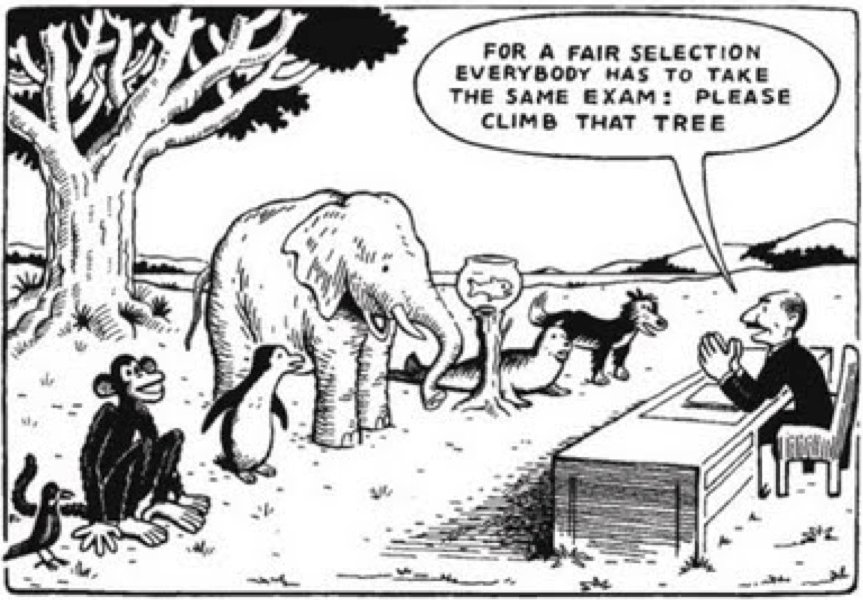 FOR A FAIR SELECTION
EVERYBODY HAS TO TAKE
THE SAME EXAM: PLEASE
CLIMB THAT TREE